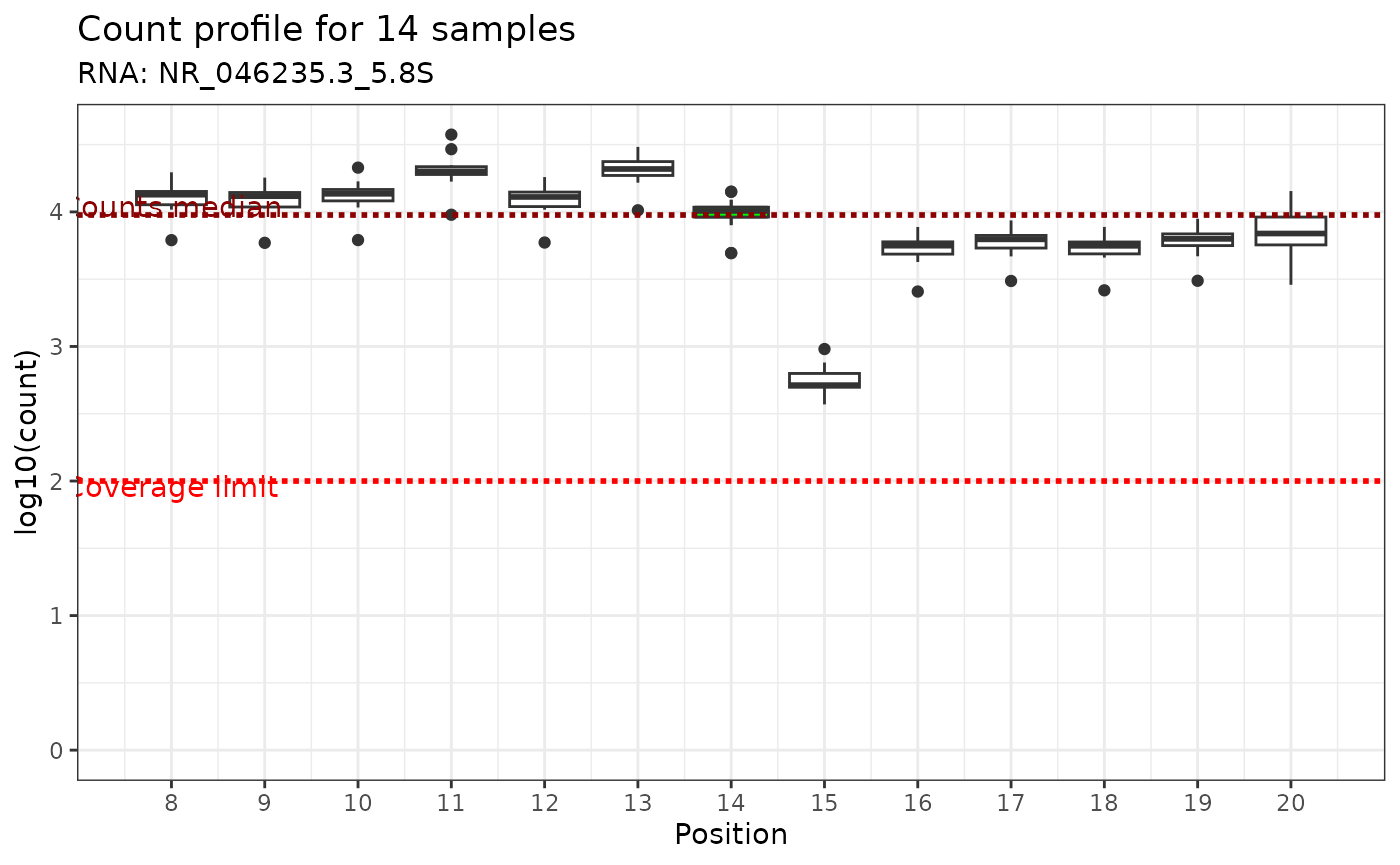 Count profile for 14 samples
RNA: NR_046235.3_5.8S
log10(count)
4
3
2
1
0
ounts median
coverage limit
8 9 10 11 12 13 14 15 16 17 18 19 20
Position